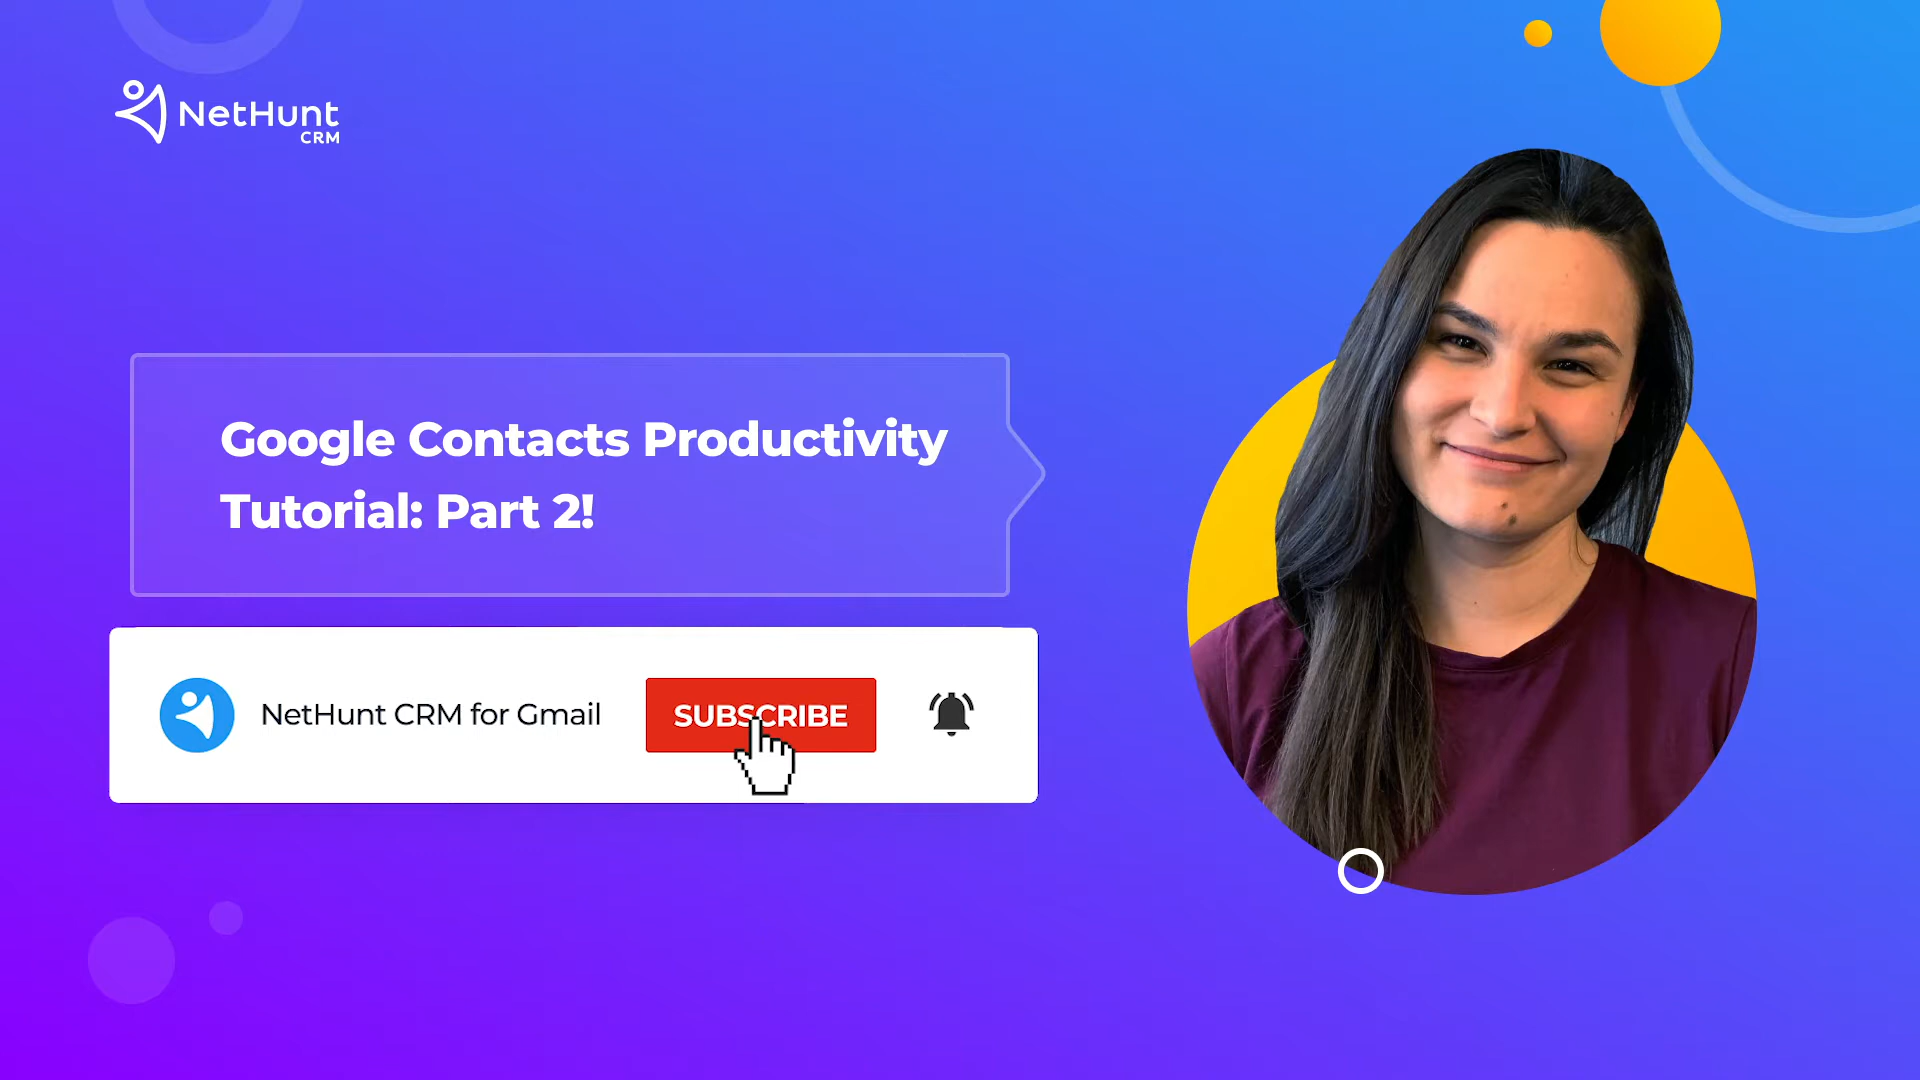 NetHunt
CRM
Google Contacts Productivity
Tutorial: Part 2!
NetHunt CRM for Gmail
SUBSCRIBE